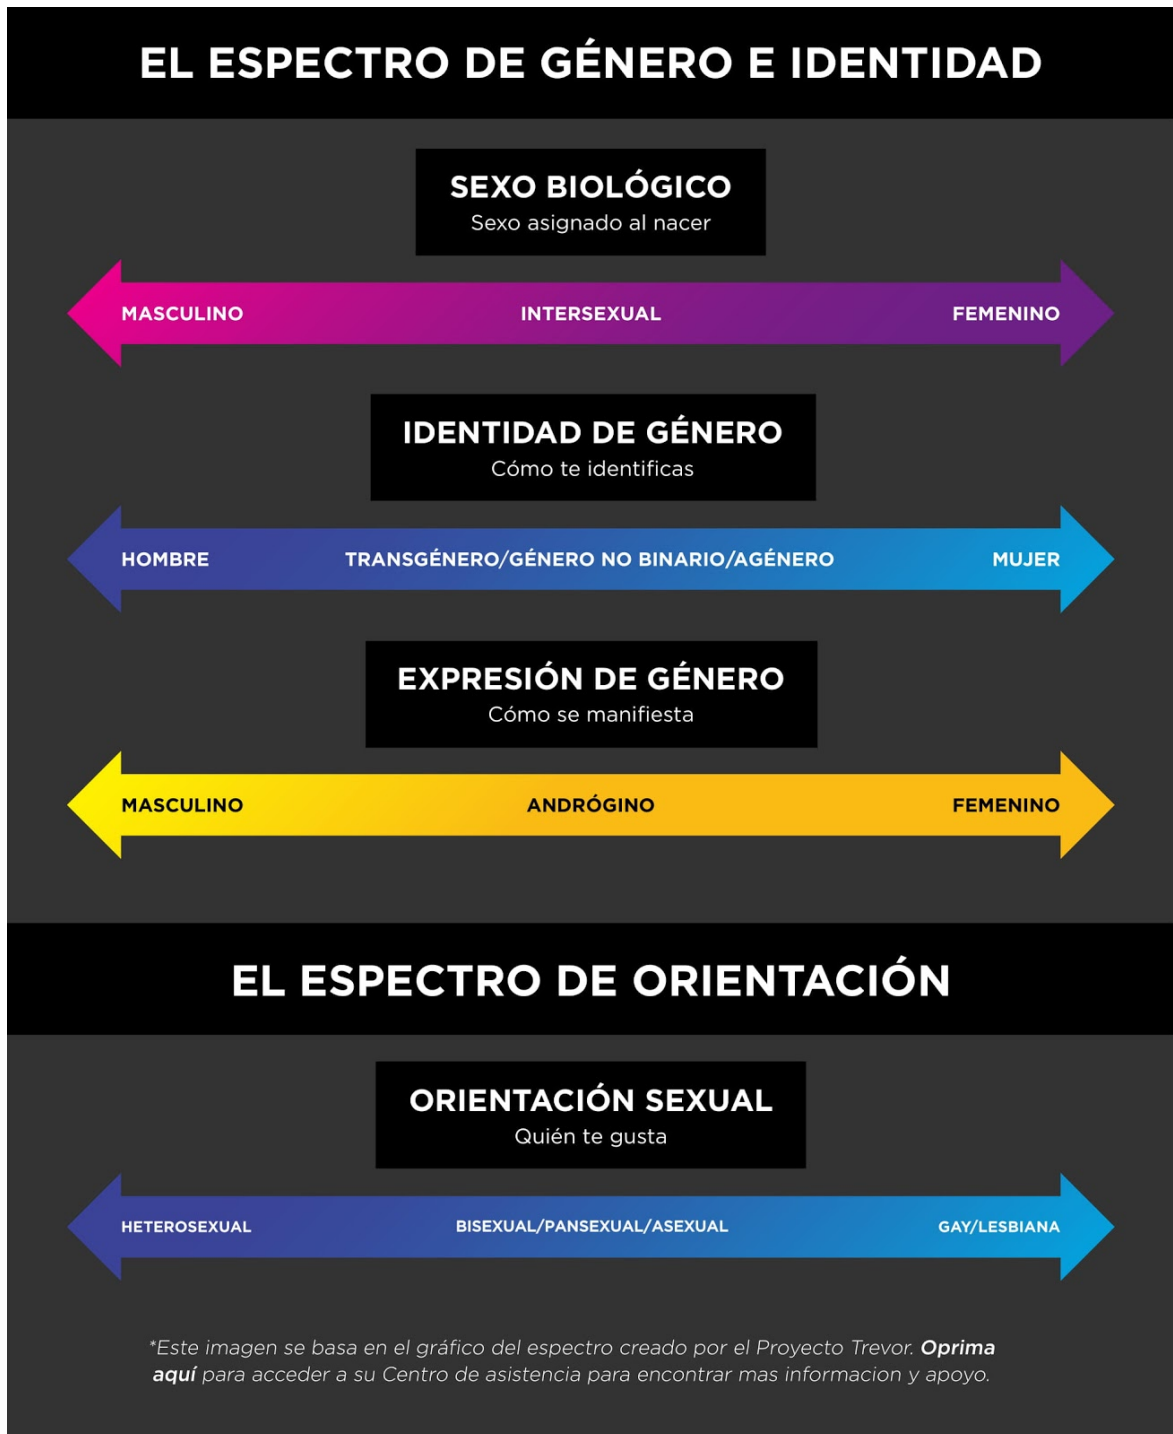 EL ESPECTRO DE GÉNERO E IDENTIDAD
SEXO BIOLÓGICO
Sexo asignado al nacer
MASCULINO INTERSEXUAL FEMENINO
IDENTIDAD DE GÉNERO
Cómo te identificas
HOMBRE TRANSGÉNERO/GÉNERO NO BINARIO/AGÉNERO MUJER
EXPRESIÓN DE GÉNERO
Cómo se manifiesta
MASCULINO ANDRÓGINO FEMENINO
EL ESPECTRO DE ORIENTACIÓN
ORIENTACIÓN SEXUAL
Quién te gusta
HETEROSEXUAL BISEXUAL/PANSEXUAL/ASEXUAL GAY/LESBIANA
*Este imagen se basa en el gráfico del espectro creado por el Proyecto Trevor. Oprima
aquí para acceder a su Centro de asistencia para encontrar mas informacion y apoyo.